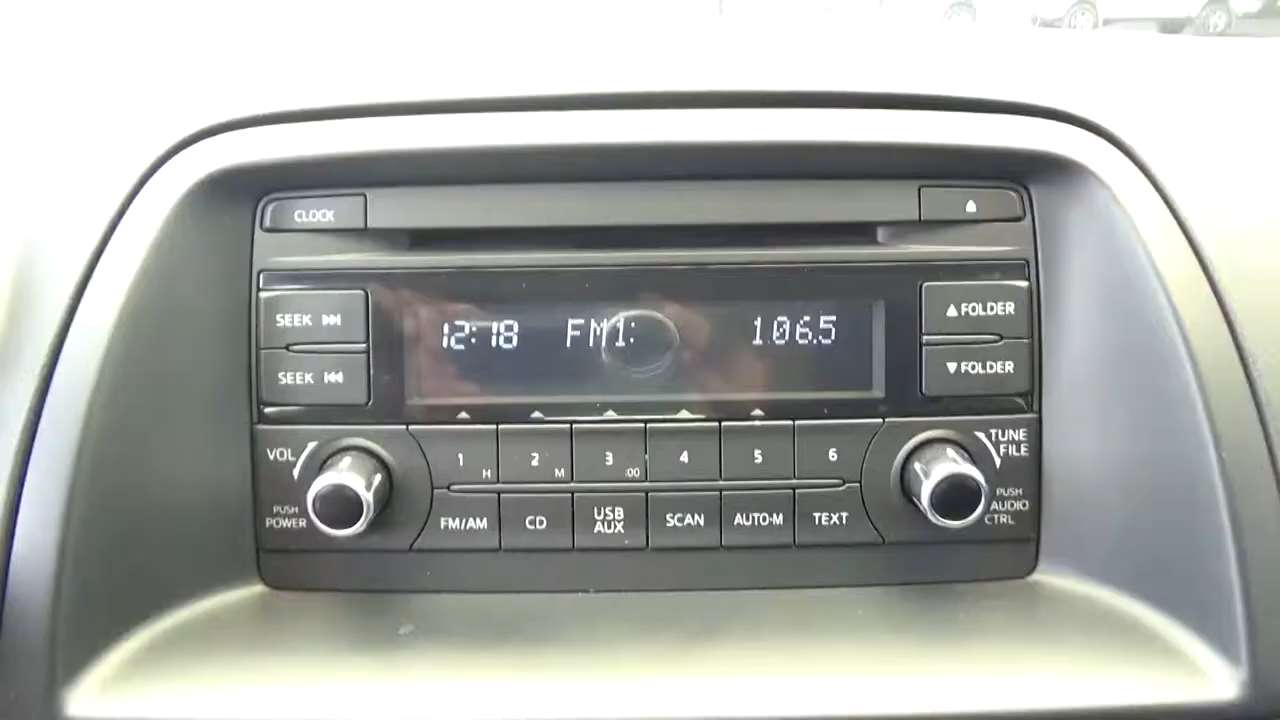 CLOCK
SEEK
12:18 FM1: 106.5
▲FOLDER
SEEK
▼FOLDER
VOL
1 H 2 M 3 :00 4 5 6
TUNE
FILE
PUSH
POWER
FM/AM CD USB AUX SCAN AUTO-M TEXT
PUSH
AUDIO
CTRL